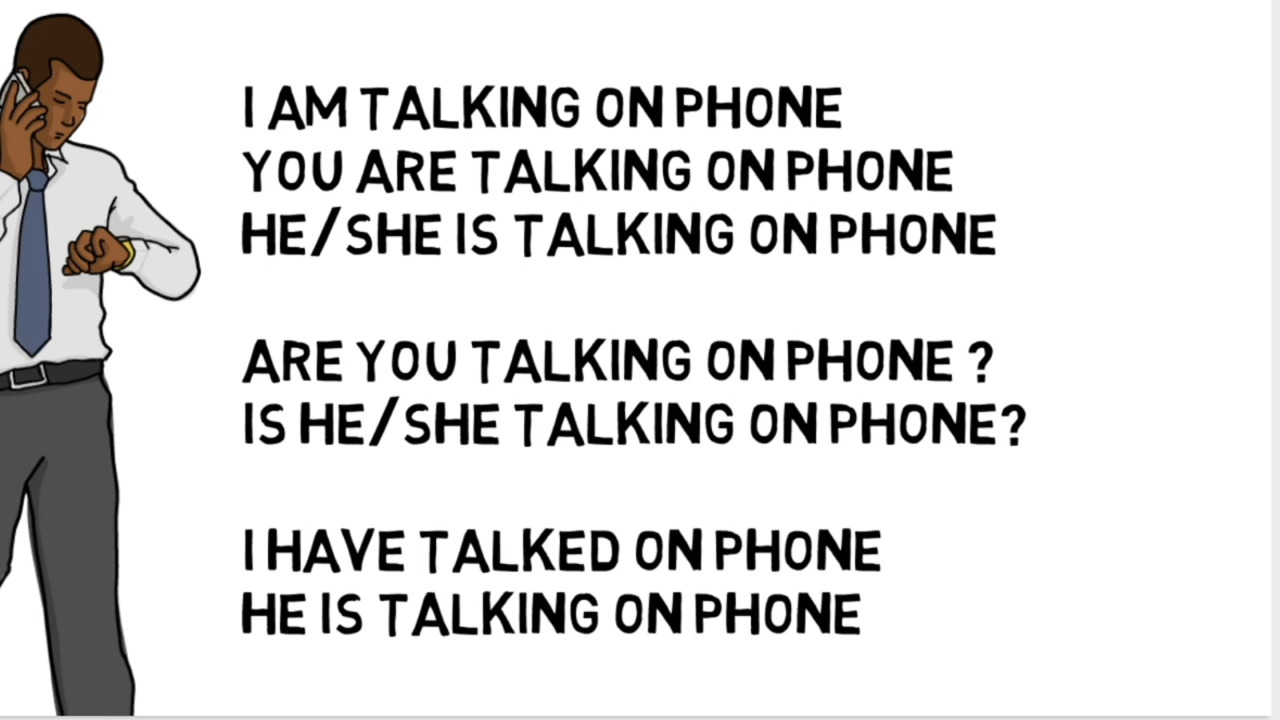 I AM TALKING ON PHONE
YOU ARE TALKING ON PHONE
HE/SHE IS TALKING ON PHONE
ARE YOU TALKING ON PHONE ?
IS HE/SHE TALKING ON PHONE?
I HAVE TALKED ON PHONE
HE IS TALKING ON PHONE